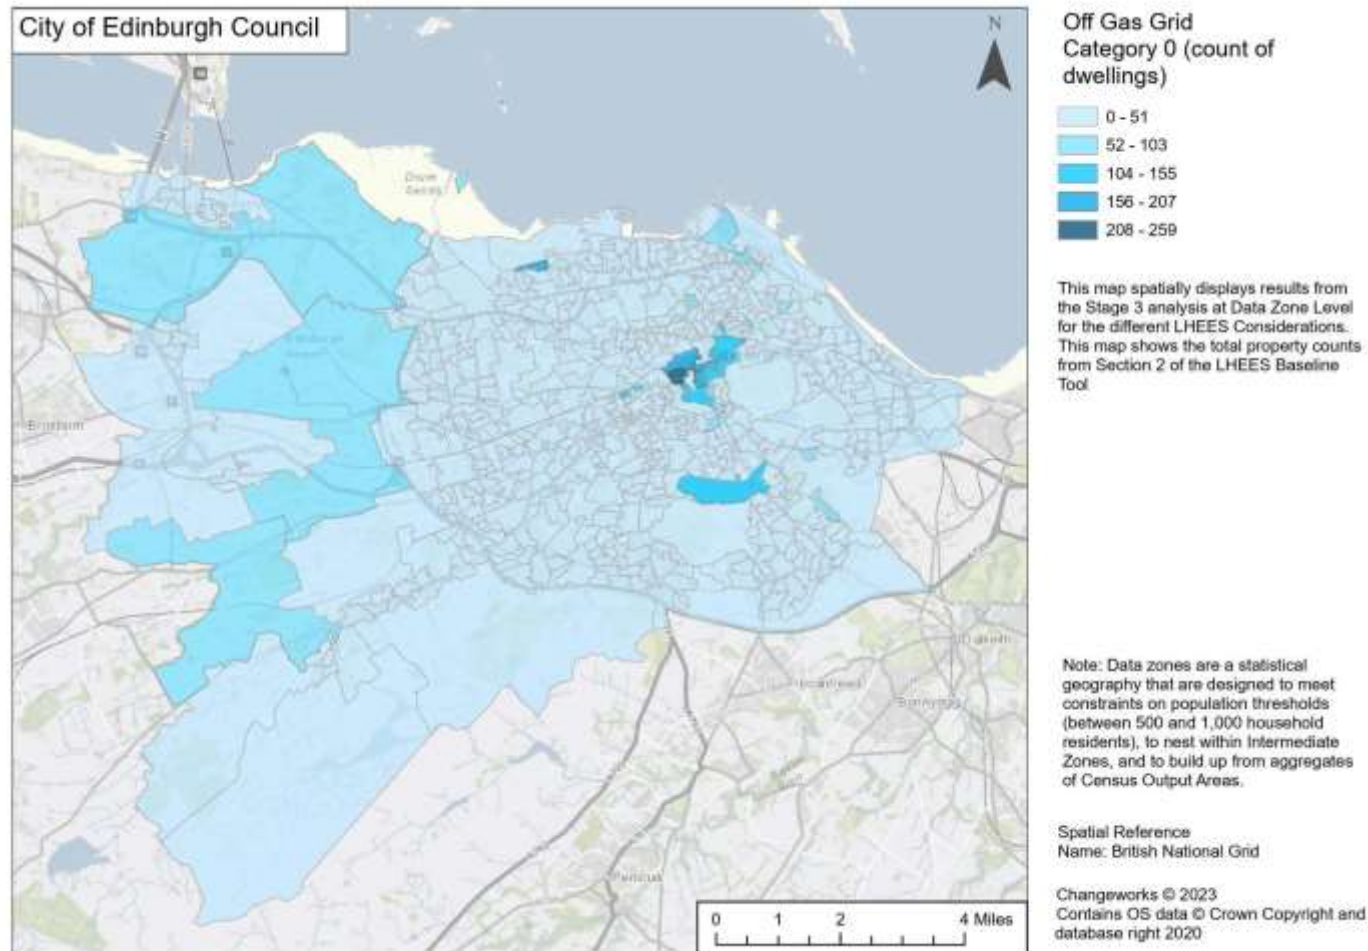 City of Edinburgh Council
N
Off Gas Grid
Category 0 (count of
dwellings)
0 - 51
52 - 103
104 - 155
156 - 207
208 - 259
This map spatially displays results from
the Stage 3 analysis at Data Zone Level
for the different LHEES Considerations.
This map shows the total property counts
from Section 2 of the LHEES Baseline
Tool
Note: Data zones are a statistical
geography that are designed to meet
constraints on population thresholds
(between 500 and 1,000 household
residents), to nest within Intermediate
Zones, and to build up from aggregates
of Census Output Areas.
Spatial Reference
Name: British National Grid
Changeworks © 2023
Contains OS data © Crown Copyright and
database right 2020
Penicuik
Bonnyrigg
Dalkeith
0 1 2 4 Miles